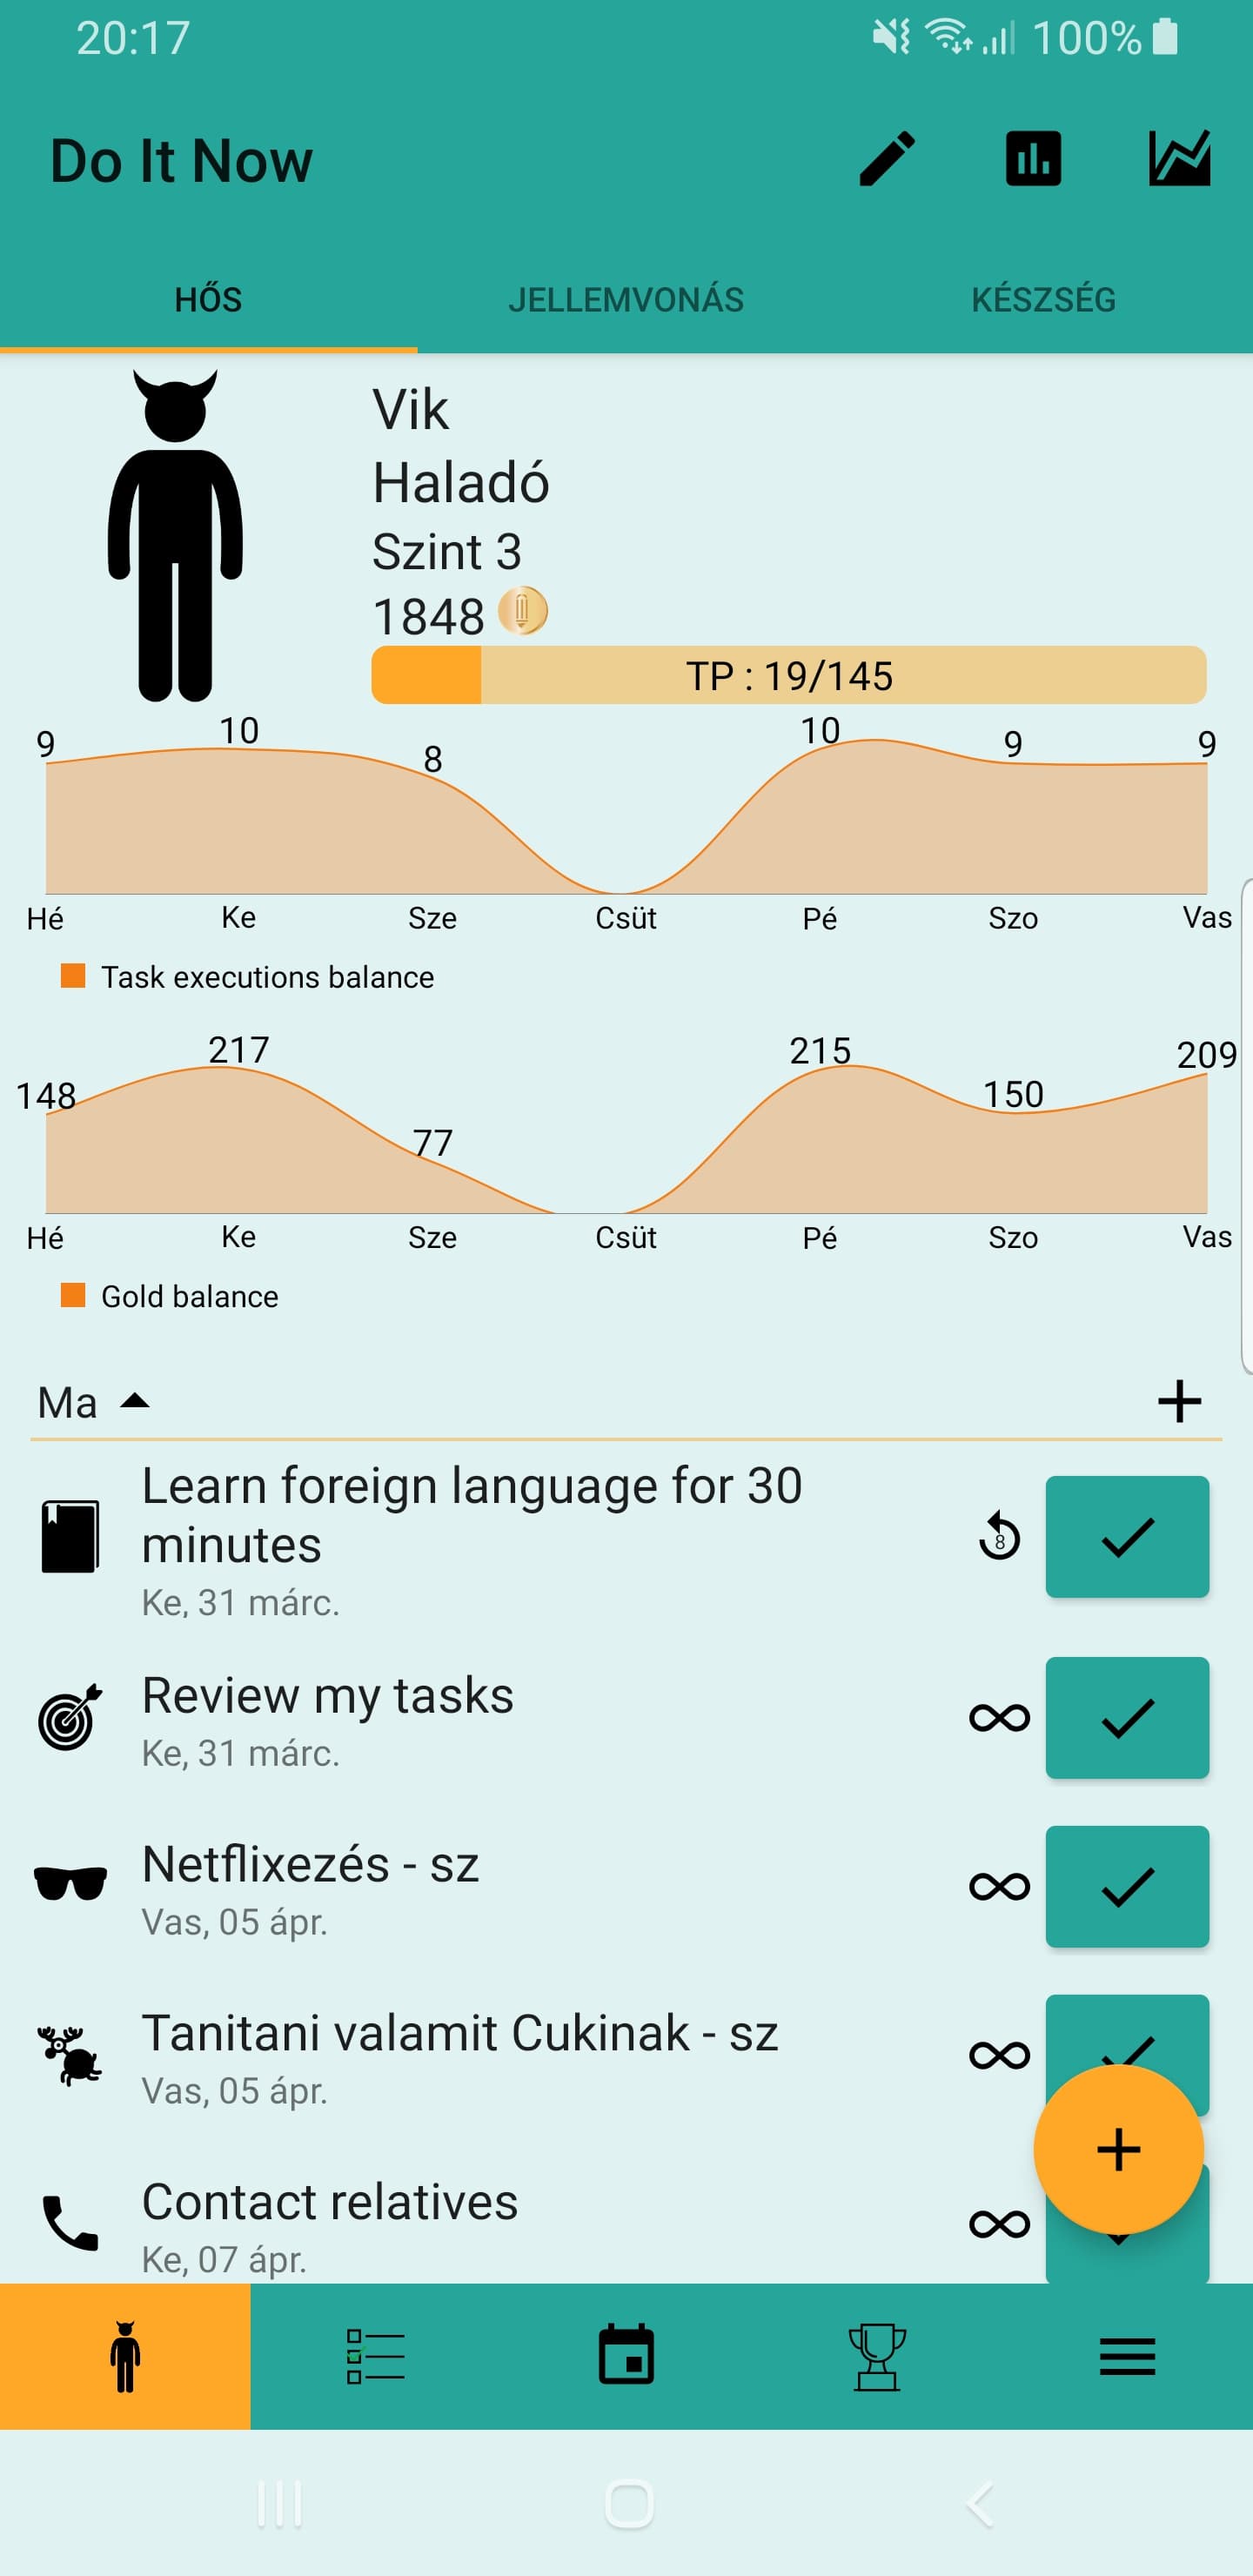 20:17
100%
Do It Now
HŐS
JELLEMVONÁS
KÉSZSÉG
Vik
Haladó
Szint 3
1848
TP : 19/145
9
10
8
10
9
9
Hé
Ke
Sze
Csüt
Pé
Szo
Vas
Task executions balance
148
217
77
215
150
209
Hé
Ke
Sze
Csüt
Pé
Szo
Vas
Gold balance
Ma
Learn foreign language for 30
minutes
Ke, 31 márc.
8
Review my tasks
Ke, 31 márc.
Netflixezés - sz
Vas, 05 ápr.
Tanitani valamit Cukinak - sz
Vas, 05 ápr.
Contact relatives
Ke, 07 ápr.